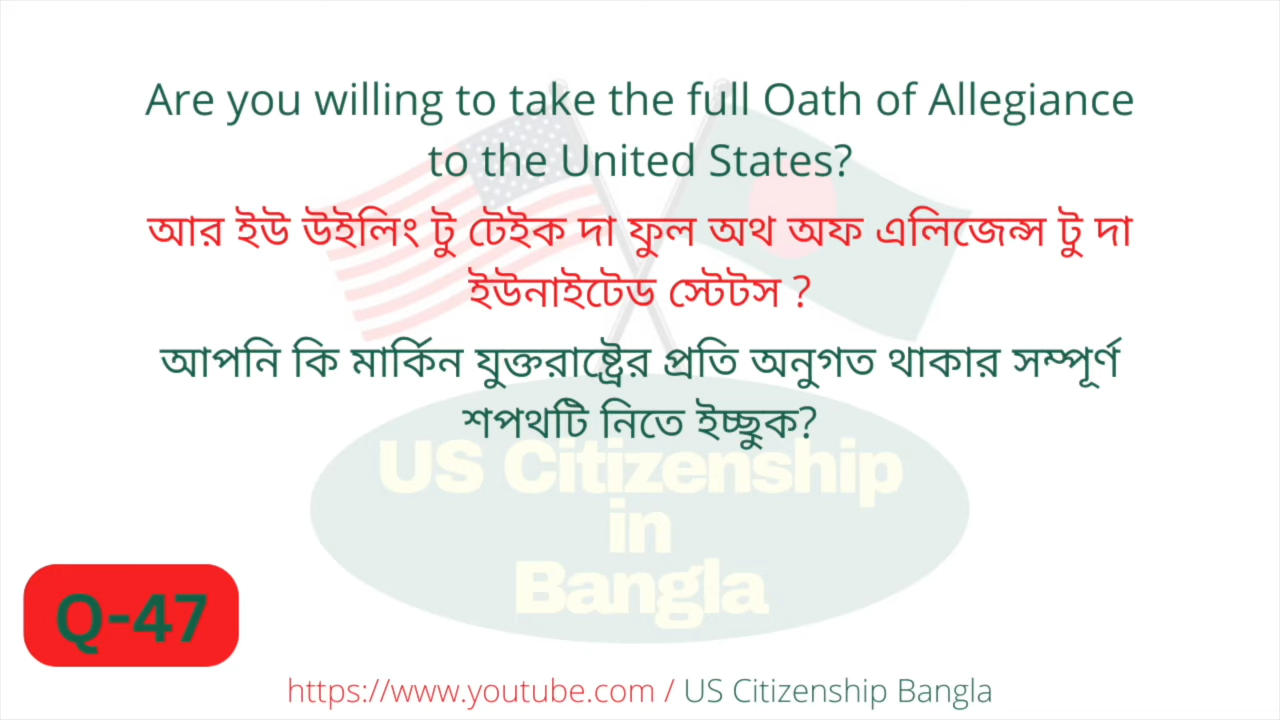 Are you willing to take the full Oath of Allegiance
to the United States?
আর ইউ উইলিং টু টেইক দা ফুল অথ অফ এলিজেন্স টু দা
ইউনাইটেড স্টেটস ?
আপনি কি মার্কিন যুক্তরাষ্ট্রের প্রতি অনুগত থাকার সম্পূর্ণ
শপথটি নিতে ইচ্ছুক?
US Citizenship
in
Bangla
Q-47
https://www.youtube.com / US Citizenship Bangla